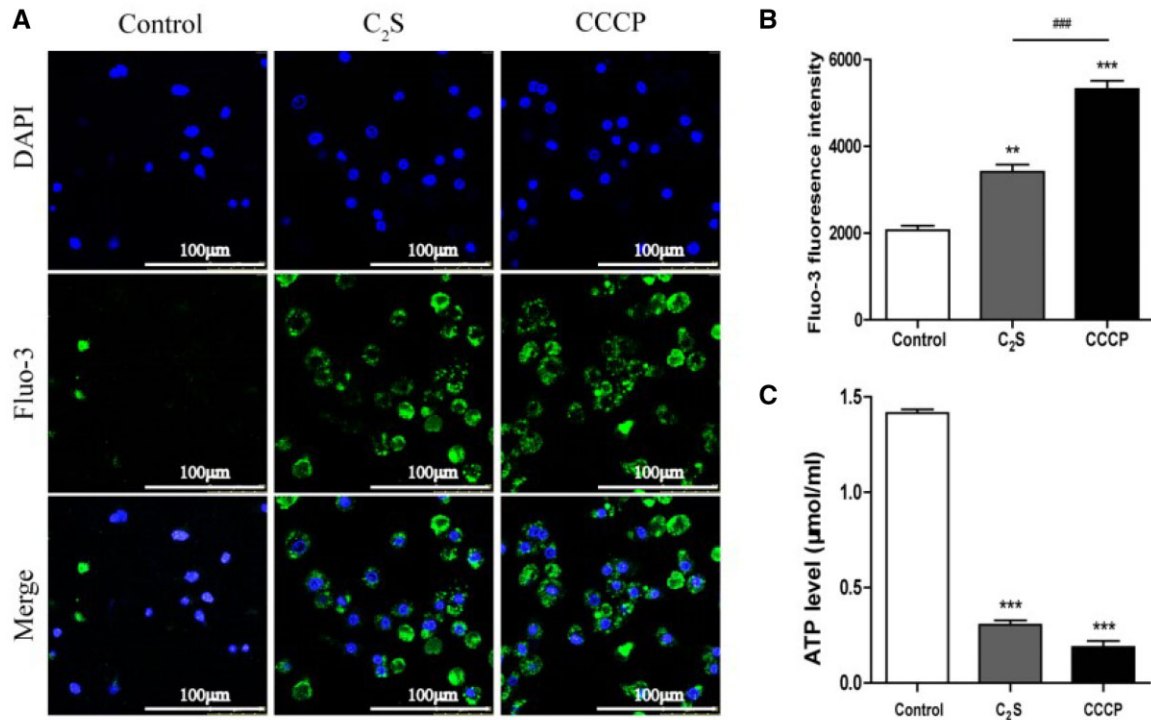 A
Control
C₂S
CCCP
DAPI
100μm
100μm
100μm
Fluo-3
100μm
100μm
100μm
Merge
100μm
100μm
100μm
B
###
Fluo-3 fluoresence intensity
6000
4000
2000
0
**
***
Control
C₂S
CCCP
C
ATP level (μmol/ml)
1.5
1.0
0.5
0.0
***
***
Control
C₂S
CCCP